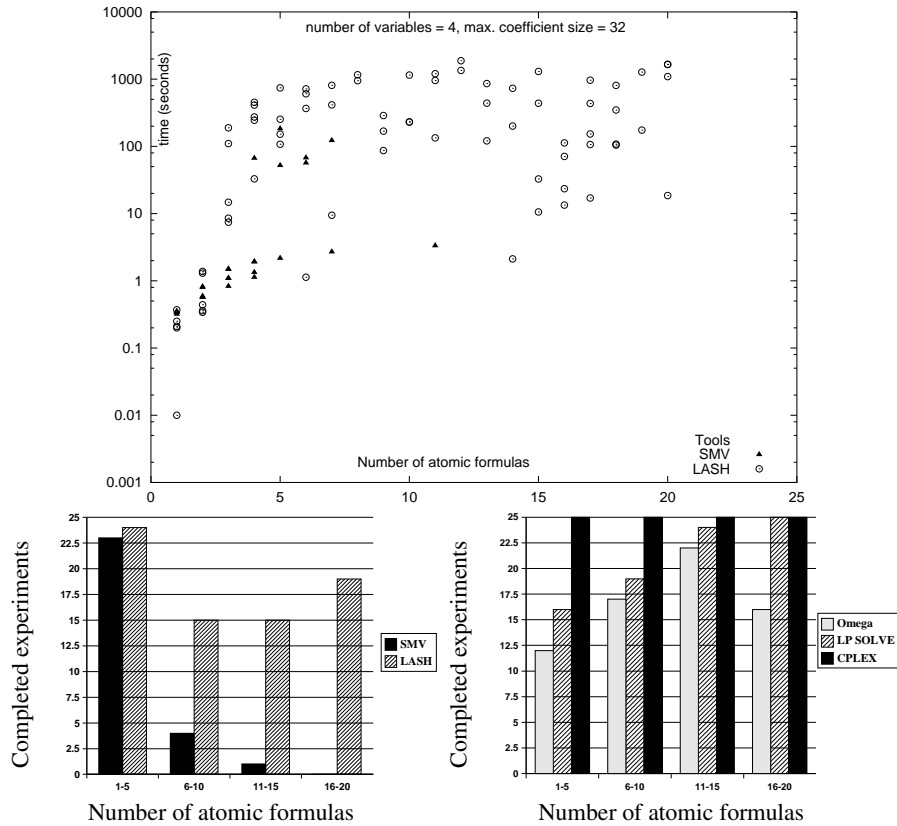 number of variables = 4, max. coefficient size = 32
time (seconds)
10000
1000
100
10
1
0.1
0.01
0.001
0
5
10
15
20
25
Number of atomic formulas
Tools
SMV
LASH
Completed experiments
25
22.5
20
17.5
15
12.5
10
7.5
5
2.5
0
1-5
6-10
11-15
16-20
Number of atomic formulas
SMV
LASH
Completed experiments
25
22.5
20
17.5
15
12.5
10
7.5
5
2.5
0
1-5
6-10
11-15
16-20
Number of atomic formulas
Omega
LP SOLVE
CPLEX